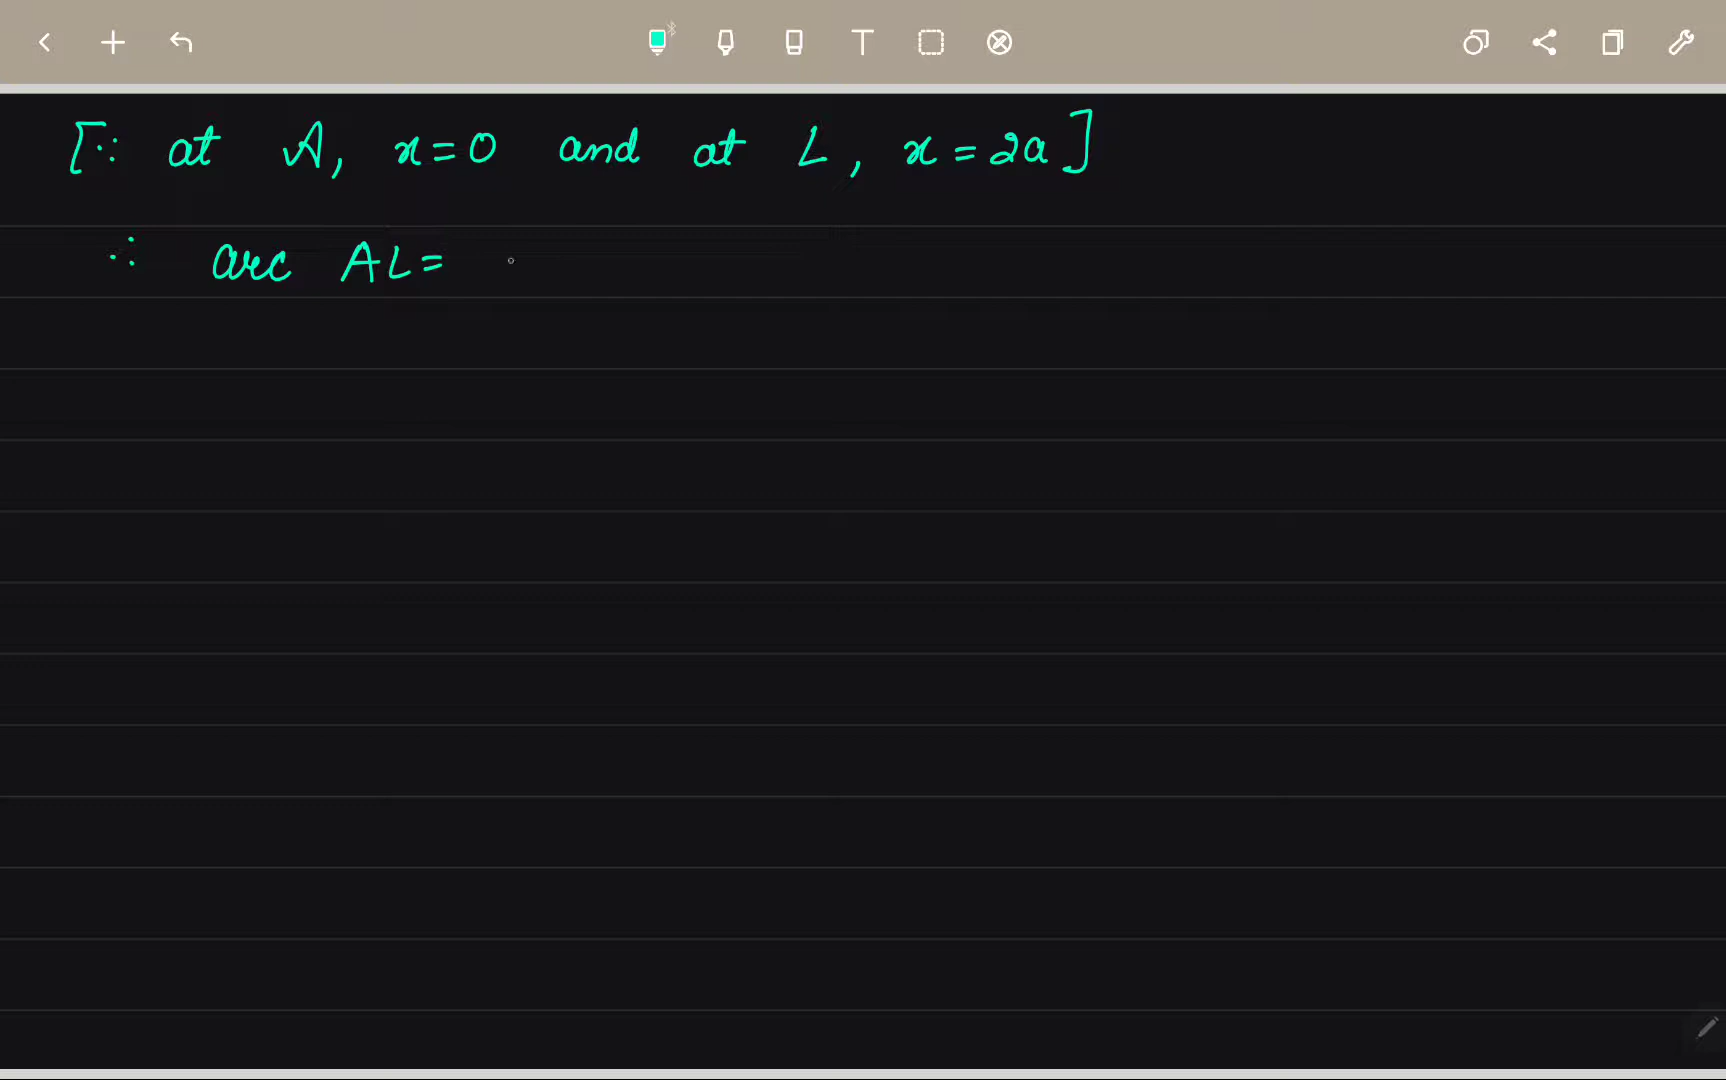 [∵ at A, x=0 and at L, x=2a]
∴ arc AL=